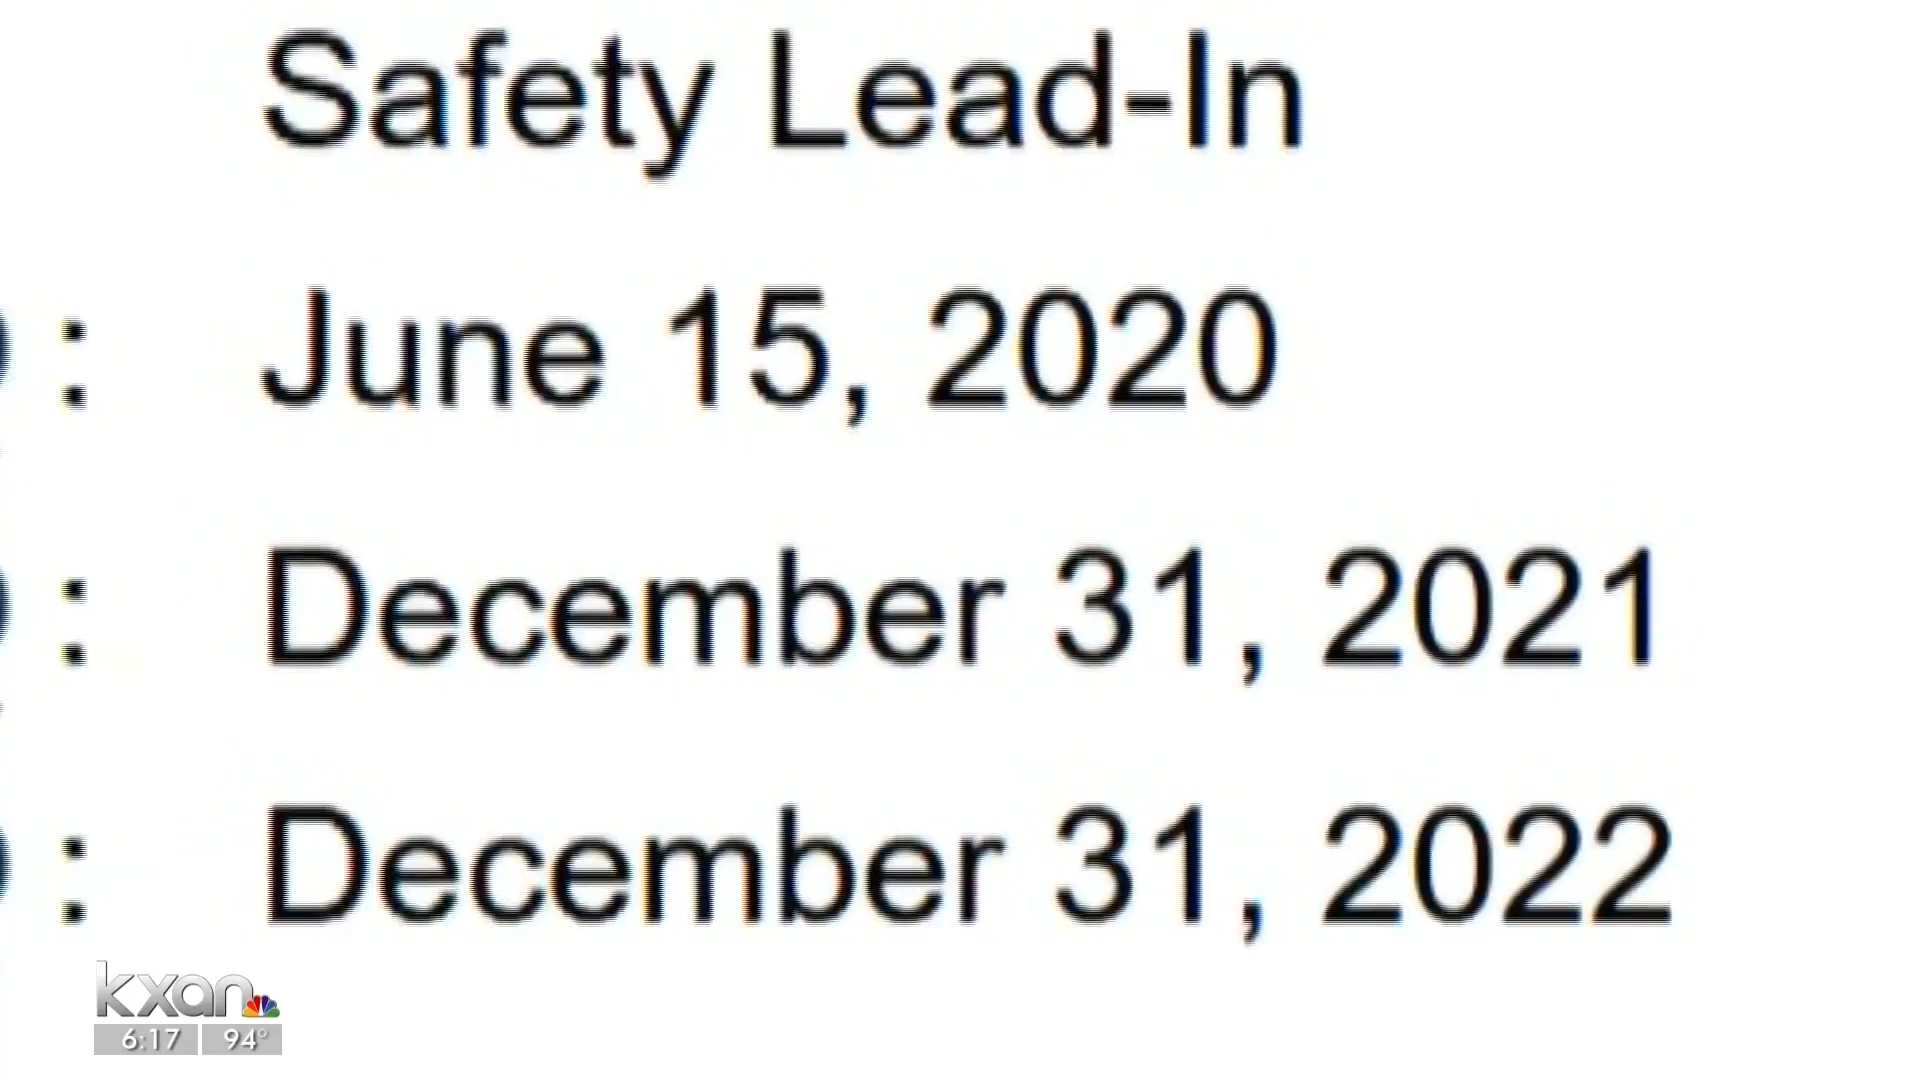 Safety Lead-In
: June 15, 2020
: December 31, 2021
: December 31, 2022
kxan
6:17 94°